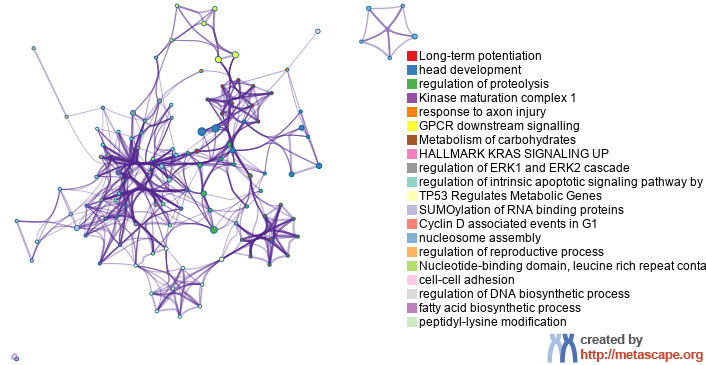 Long-term potentiation
head development
regulation of proteolysis
Kinase maturation complex 1
response to axon injury
GPCR downstream signalling
Metabolism of carbohydrates
HALLMARK KRAS SIGNALING UP
regulation of ERK1 and ERK2 cascade
regulation of intrinsic apoptotic signaling pathway by
TP53 Regulates Metabolic Genes
SUMOylation of RNA binding proteins
Cyclin D associated events in G1
nucleosome assembly
regulation of reproductive process
Nucleotide-binding domain, leucine rich repeat conta
cell-cell adhesion
regulation of DNA biosynthetic process
fatty acid biosynthetic process
peptidyl-lysine modification
created by
http://metascape.org